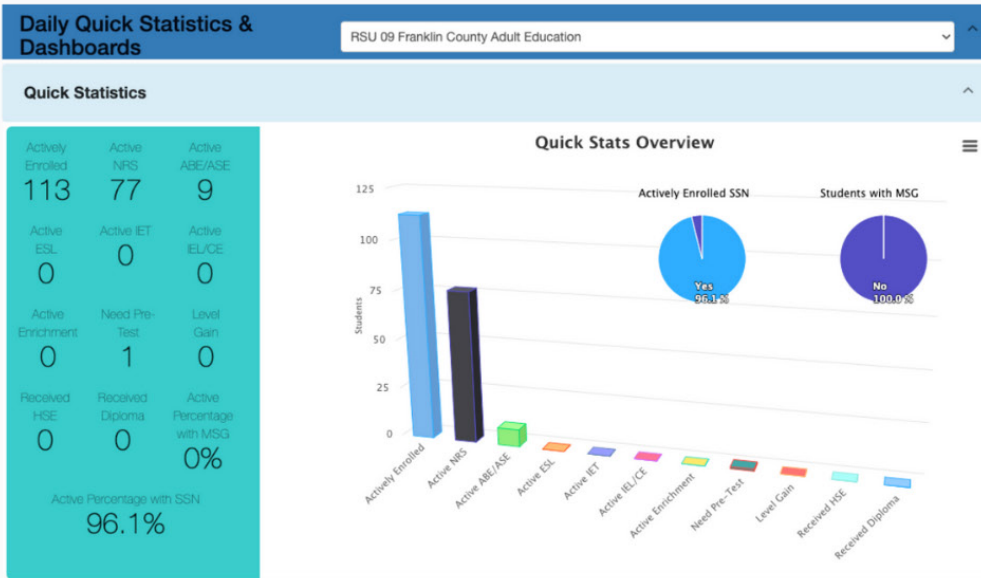 Daily Quick Statistics &
Dashboards
RSU 09 Franklin County Adult Education
Quick Statistics
Actively
Enrolled
113
Active
NRS
77
Active
ABE/ASE
9
Active
ESL
0
Active IET
0
Active
IEL/CE
0
Active
Enrichment
0
Need Pre-
Test
1
Level
Gain
0
Received
HSE
0
Received
Diploma
0
Active
Percentage
with MSG
0%
Active Percentage with SSN
96.1%
Quick Stats Overview
Actively Enrolled SSN
Yes
96.1 %
Students with MSG
No
100.0 %
Students
125
100
75
50
25
0
Actively Enrolled
Active NRS
Active ABE/ASE
Active ESL
Active IET
Active IEL/CE
Active Enrichment
Need Pre-Test
Level Gain
Received HSE
Received Diploma